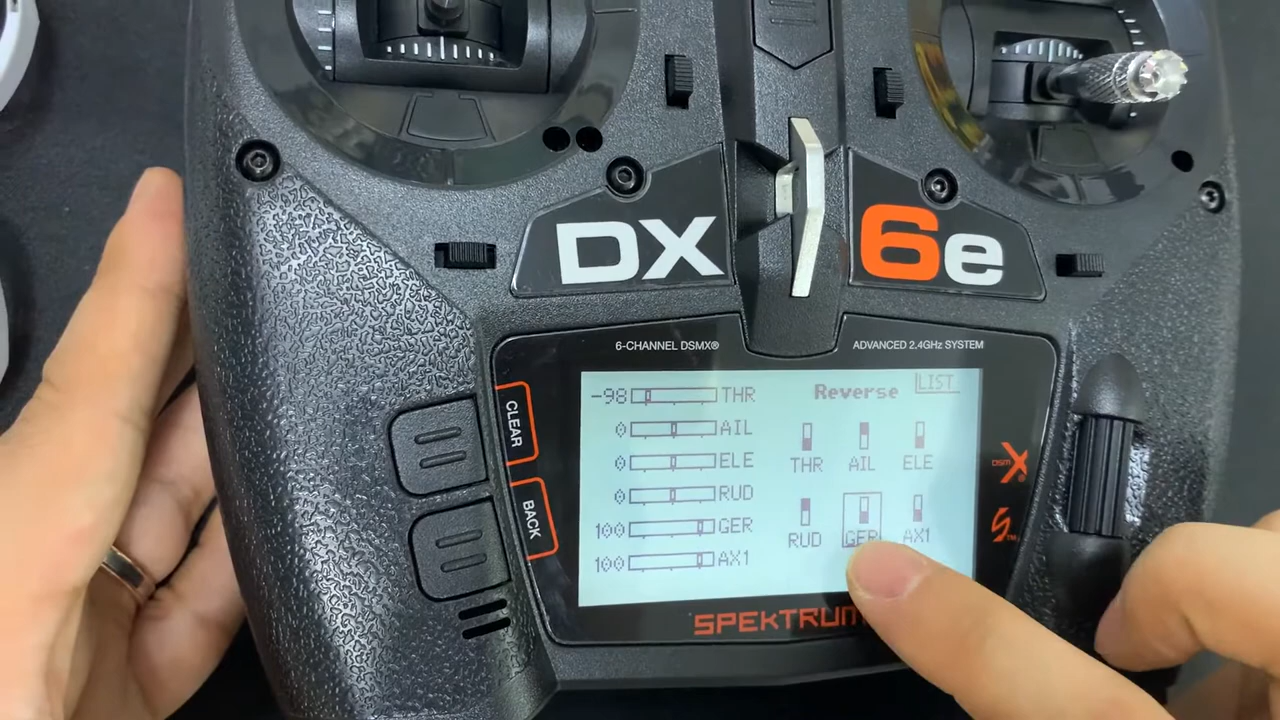 DX 6e
6-CHANNEL DSMX®
ADVANCED 2.4GHz SYSTEM
CLEAR
BACK
-98 THR
0 AIL
0 ELE
0 RUD
100 GER
100 AX1
Reverse
LIST
THR AIL ELE
RUD GER AX1
DSMX
SPEKTRUM